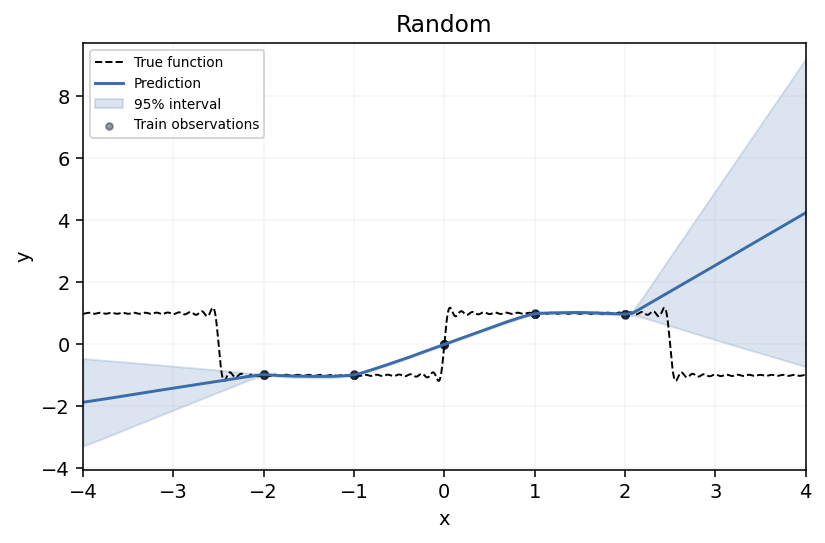 Random
True function
Prediction
95% interval
Train observations
y
8
6
4
2
0
−2
−4
−4 −3 −2 −1 0 1 2 3 4
x